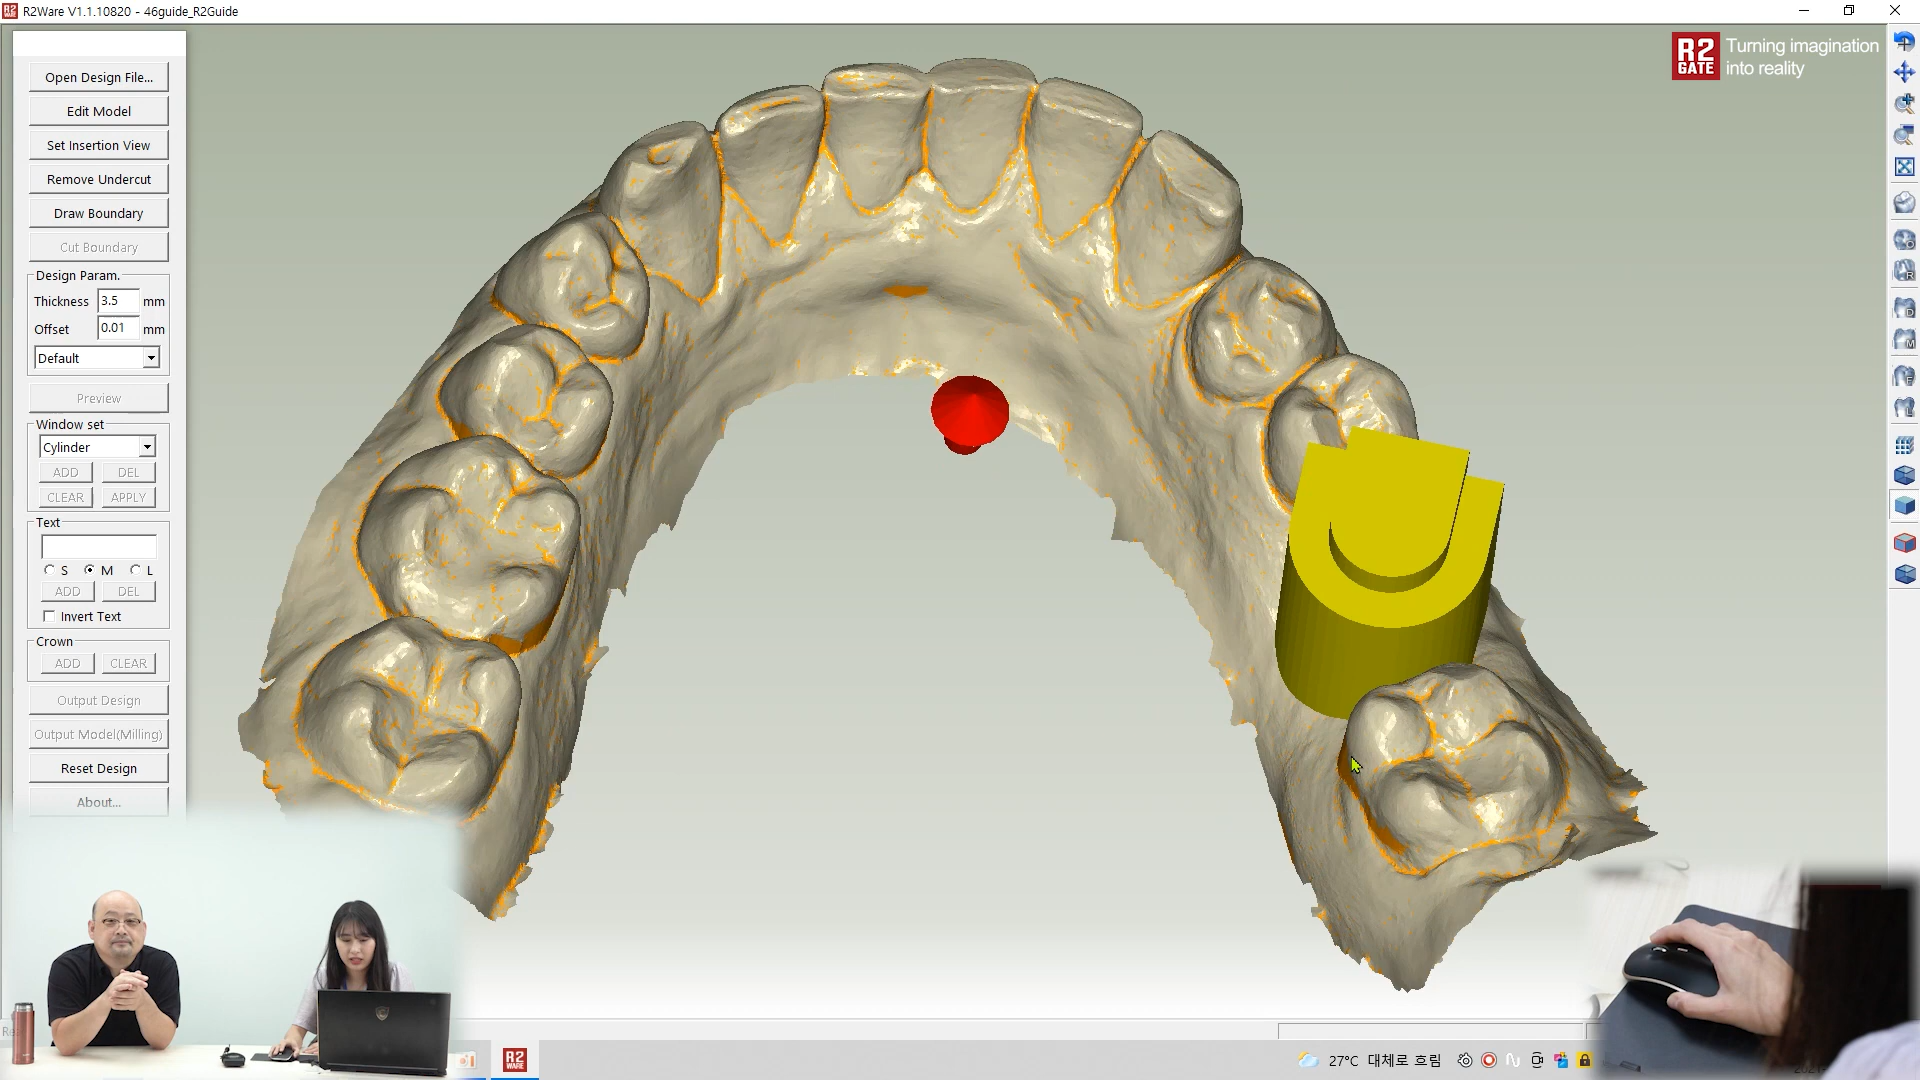 R2Ware V1.1.10820 - 46guide_R2Guide
R2
GATE
Turning imagination
into reality
Open Design File...
Edit Model
Set Insertion View
Remove Undercut
Draw Boundary
Cut Boundary
Design Param.
Thickness 3.5 mm
Offset 0.01 mm
Default
Preview
Window set
Cylinder
ADD DEL
CLEAR APPLY
Text
S M L
ADD DEL
Invert Text
Crown
ADD CLEAR
Output Design
Output Model(Milling)
Reset Design
About...
R2
WARE
27°C 대체로 흐림